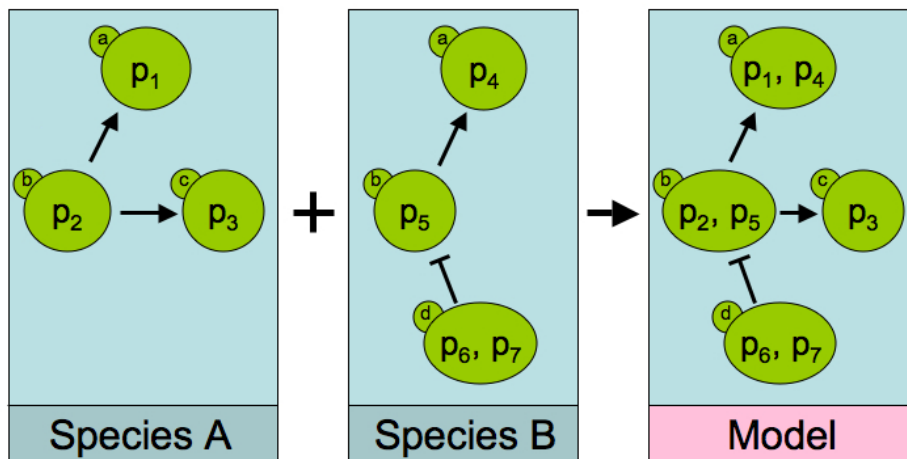 a
p₁
b
p₂
c
p₃
Species A
+
a
p₄
b
p₅
d
p₆, p₇
Species B
a
p₁, p₄
b
p₂, p₅
c
p₃
d
p₆, p₇
Model